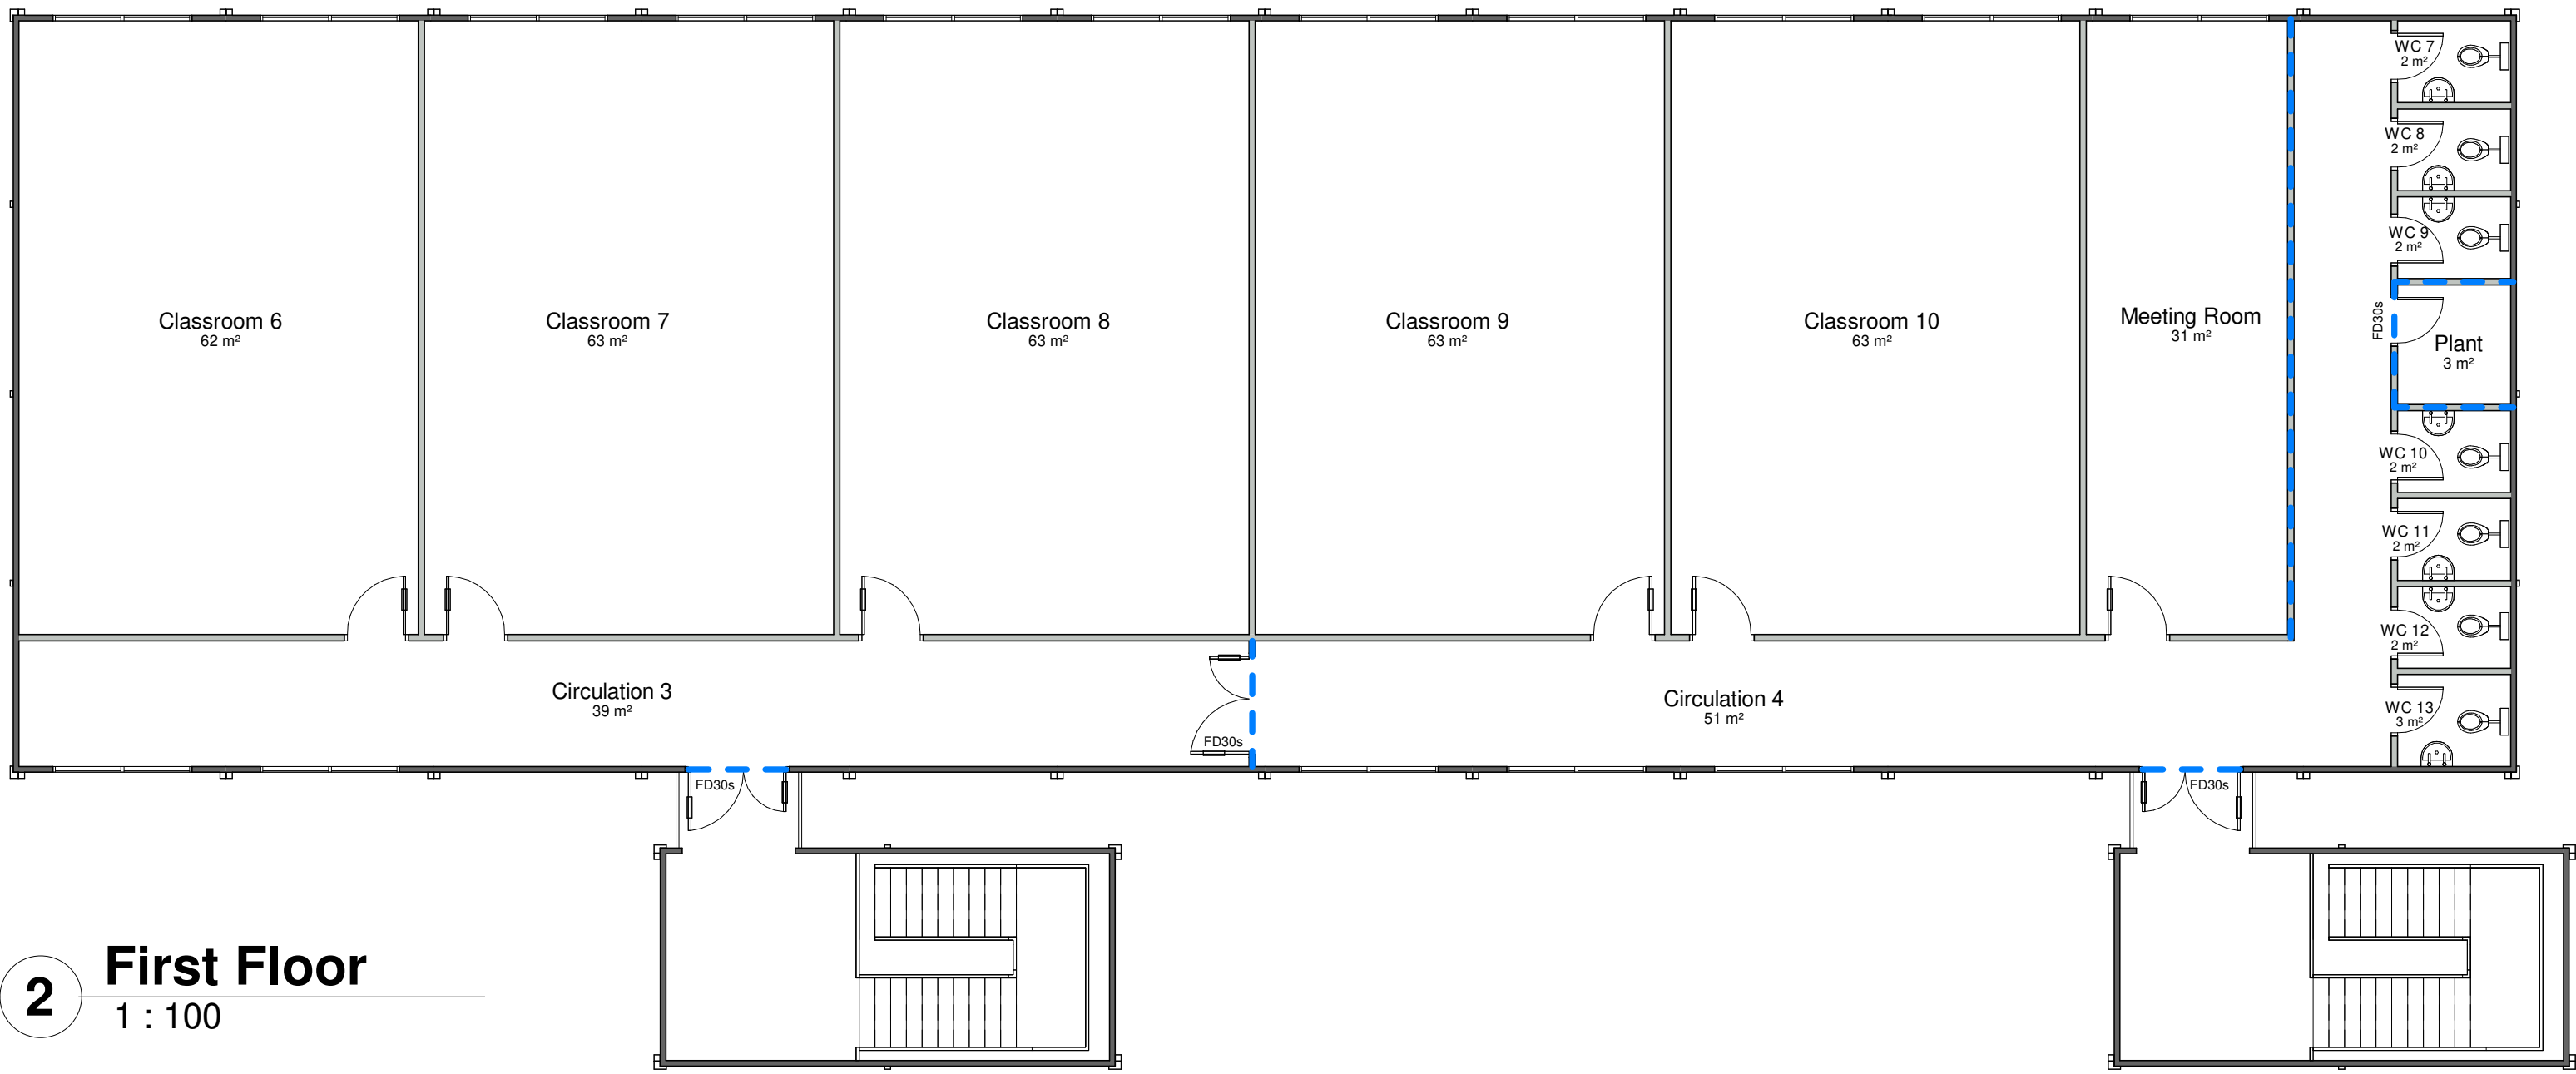 WC 7
2 m²
WC 8
2 m²
WC 9
2 m²
Classroom 6
62 m²
Classroom 7
63 m²
Classroom 8
63 m²
Classroom 9
63 m²
Classroom 10
63 m²
Meeting Room
31 m²
FD30s
Plant
3 m²
WC 10
2 m²
WC 11
2 m²
WC 12
2 m²
WC 13
3 m²
Circulation 3
39 m²
FD30s
Circulation 4
51 m²
FD30s
FD30s
2
First Floor
1 : 100